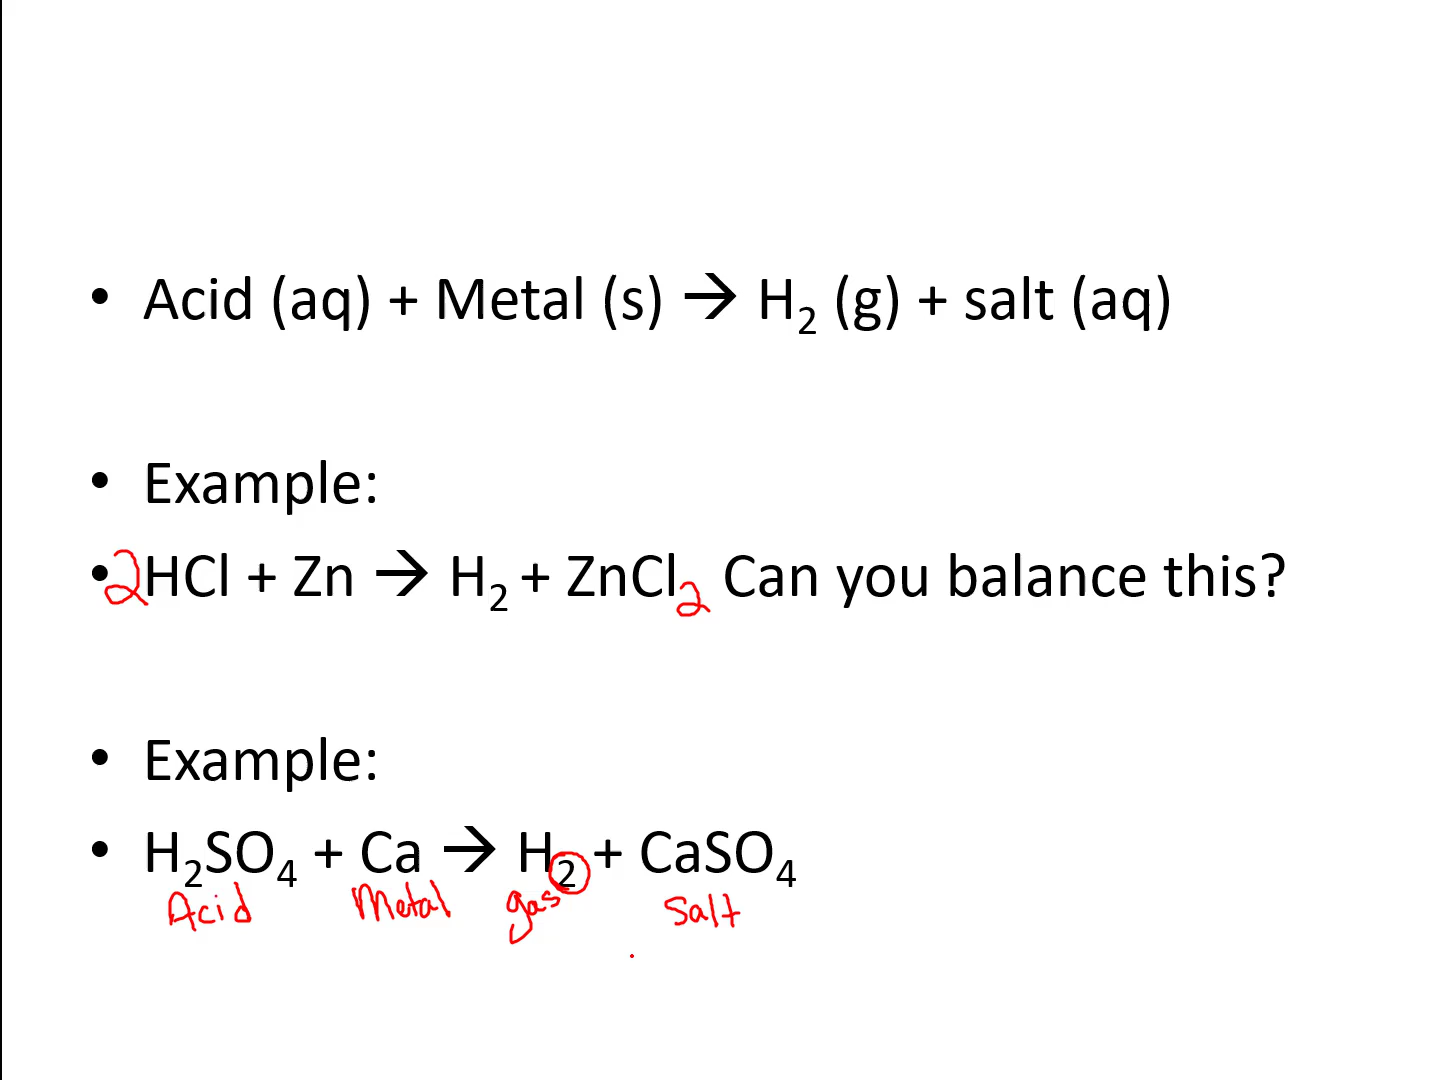 • Acid (aq) + Metal (s) → H₂ (g) + salt (aq)
• Example:
• 2HCl + Zn → H₂ + ZnCl₂ Can you balance this?
• Example:
• H₂SO₄ + Ca → H₂ + CaSO₄
Acid Metal gas Salt